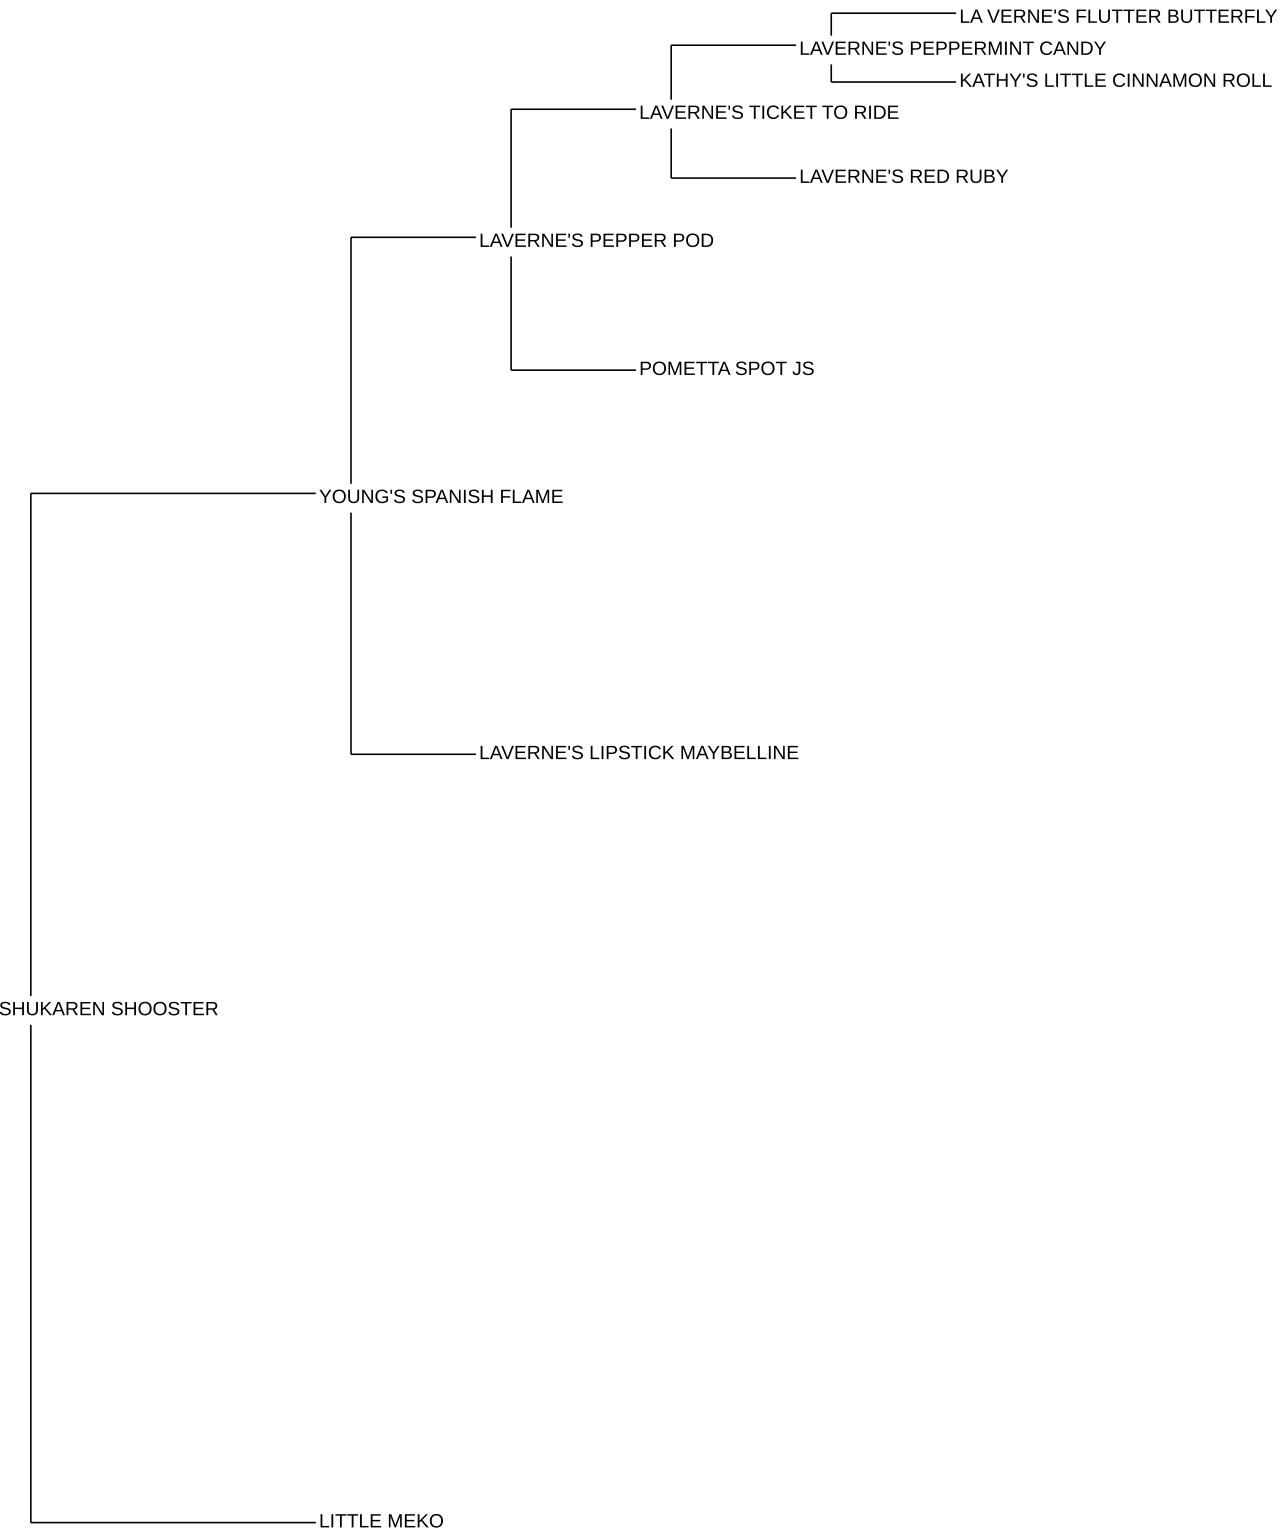 LA VERNE'S FLUTTER BUTTERFLY
LAVERNE'S PEPPERMINT CANDY
KATHY'S LITTLE CINNAMON ROLL
LAVERNE'S TICKET TO RIDE
LAVERNE'S RED RUBY
LAVERNE'S PEPPER POD
POMETTA SPOT JS
YOUNG'S SPANISH FLAME
LAVERNE'S LIPSTICK MAYBELLINE
SHUKAREN SHOOSTER
LITTLE MEKO